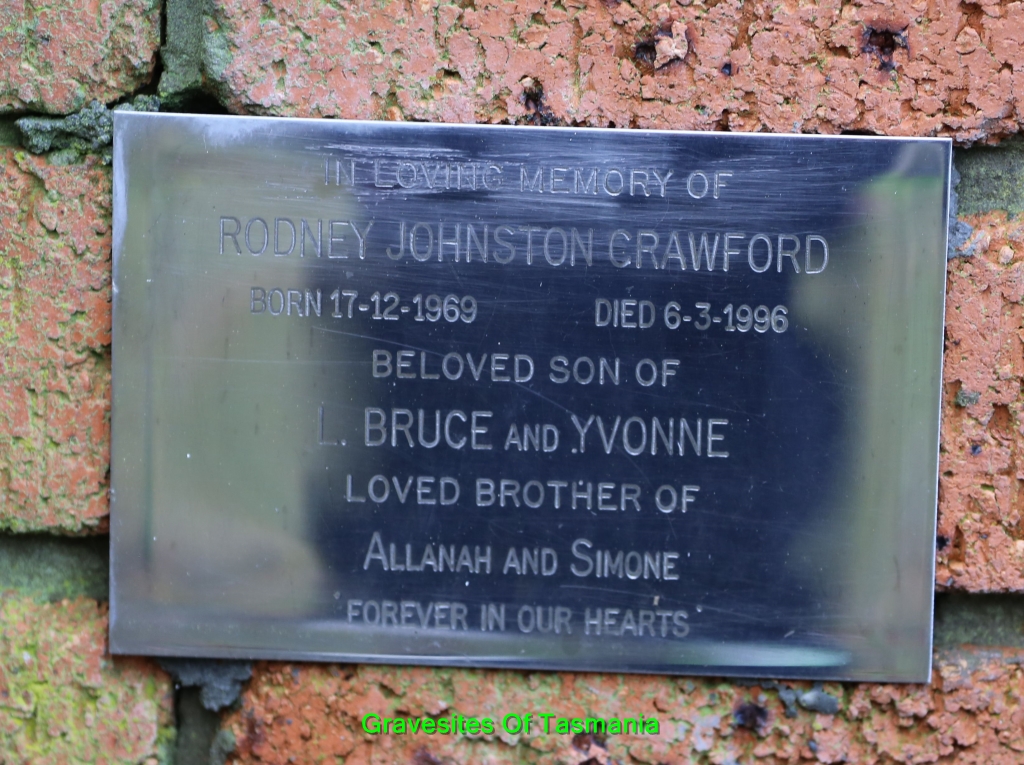 IN LOVING MEMORY OF
RODNEY JOHNSTON CRAWFORD
BORN 17-12-1969 DIED 6-3-1996
BELOVED SON OF
L. BRUCE AND YVONNE
LOVED BROTHER OF
ALLANAH AND SIMONE
FOREVER IN OUR HEARTS
Gravesites Of Tasmania